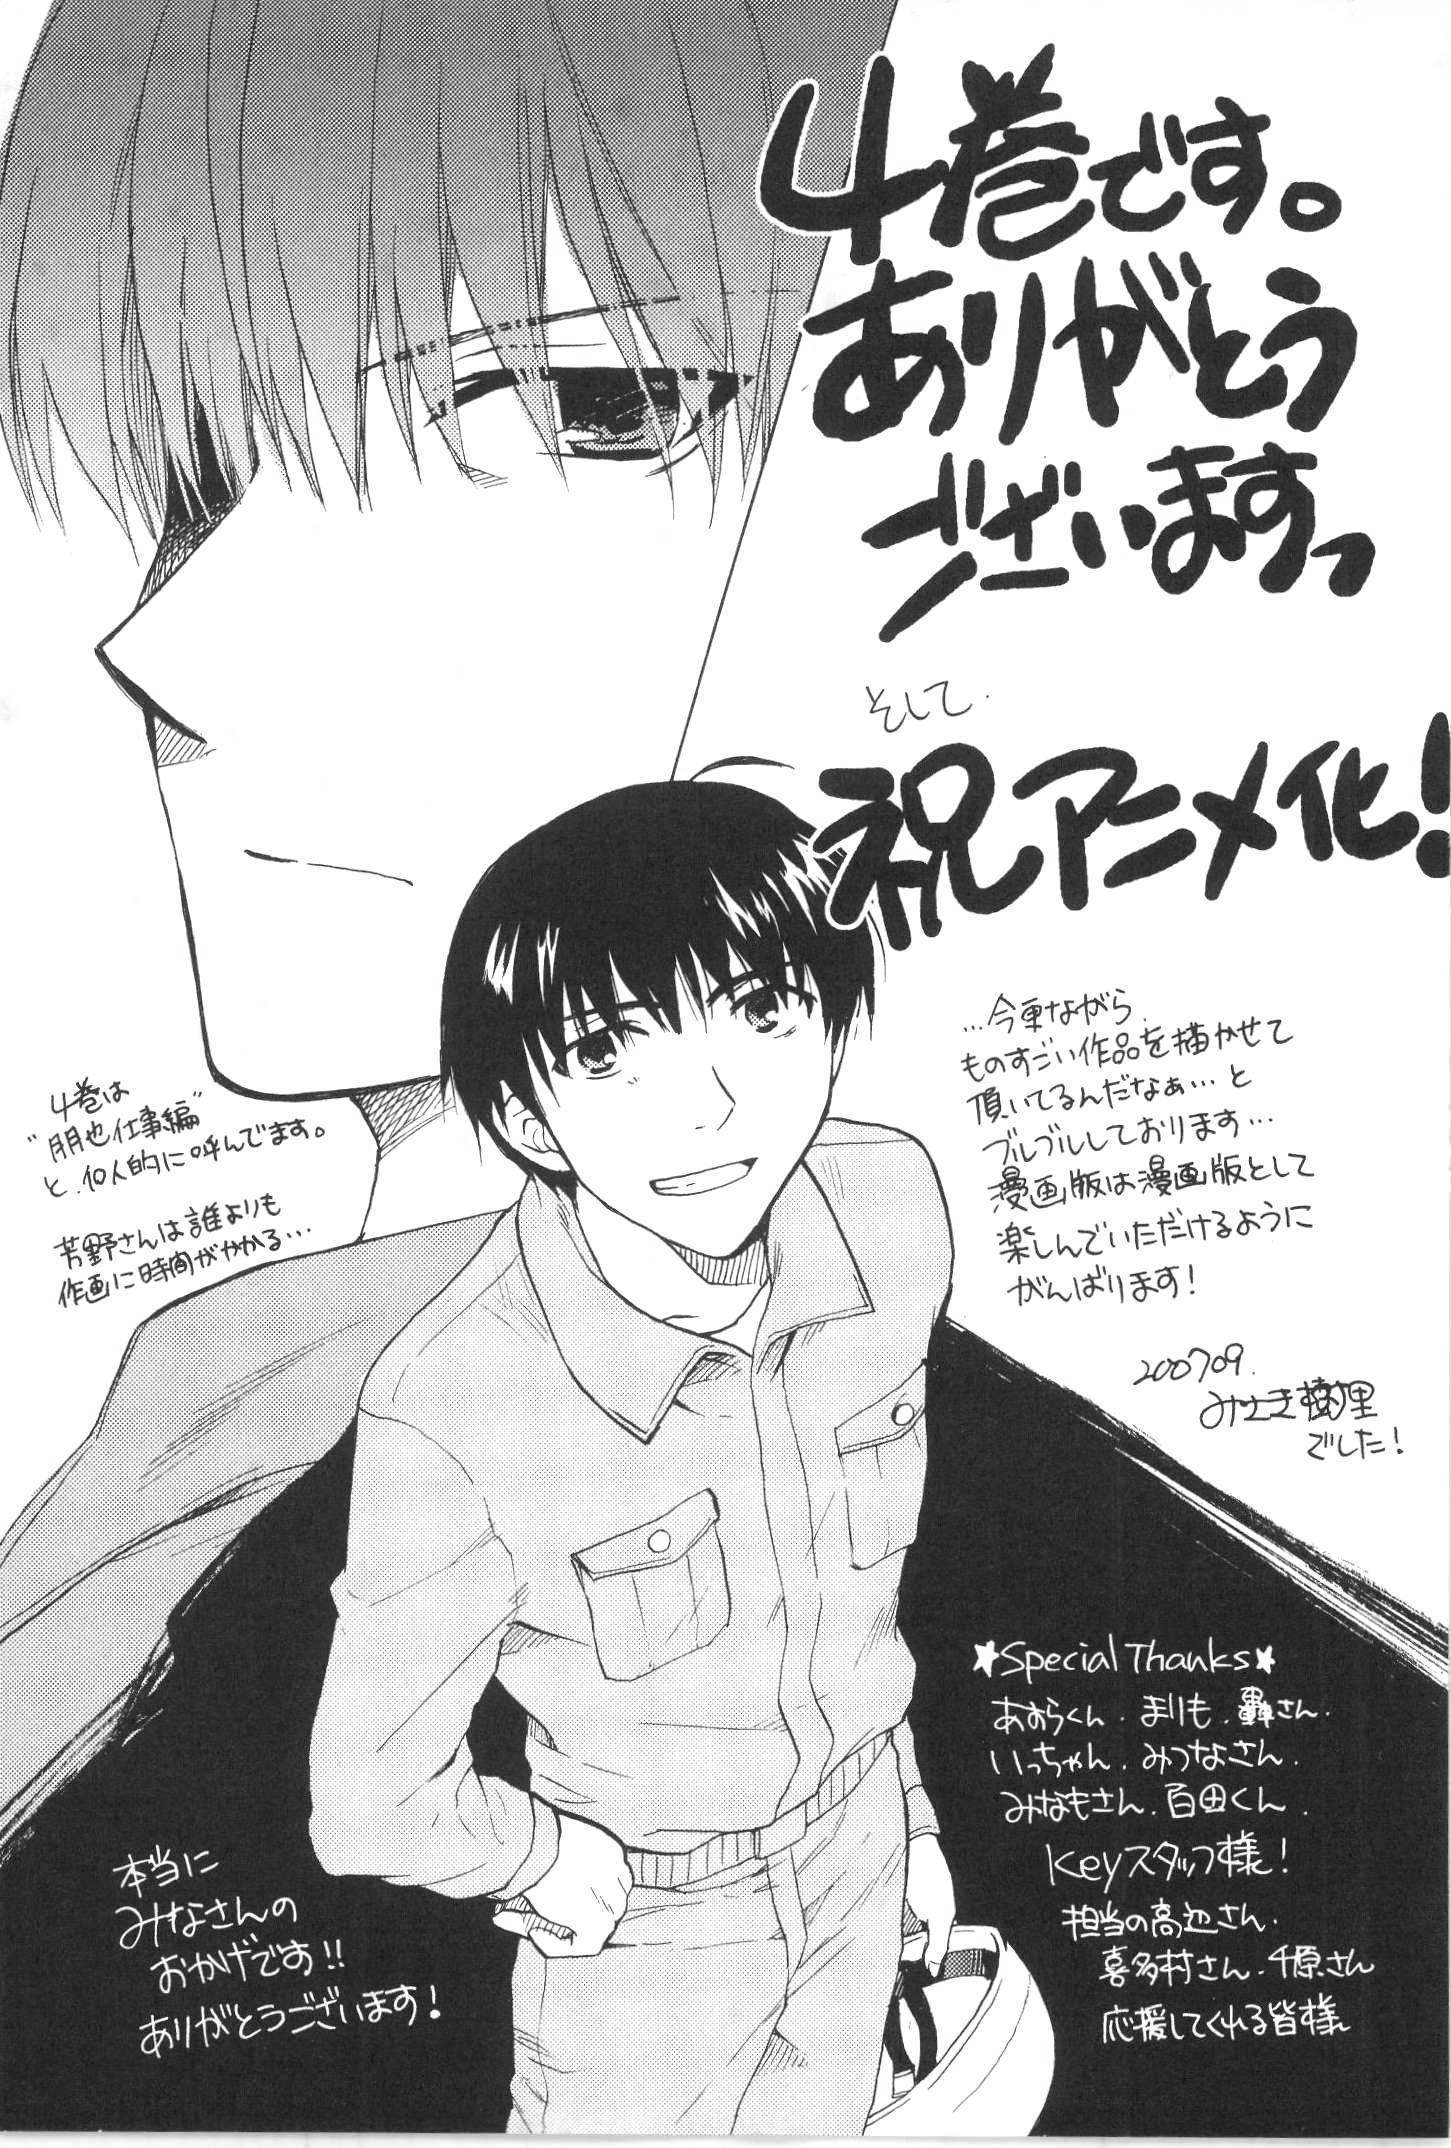 4巻です。
ありがとう
ございますっ
そして.
祝アニメ化!
…今更ながら.
ものすごい作品を描かせて
頂いてるんだなぁ…と
ブルブルしております…
漫画版は漫画版として
楽しんでいただけるように
がんばります!
200709.
みさき樹里
でした!
4巻は
“朋也仕事編”
と、個人的に呼んでます。
芳野さんは誰よりも
作画に時間がかかる…
★Special Thanks★
あおらくん.まりも.轟さん.
いっちゃん.みつなさん.
みなもさん.百田くん.
Keyスタッフ様!
担当の高辺さん.
喜多村さん.千原さん
応援してくれる皆様
本当に
みなさんの
おかげです!!
ありがとうございます!